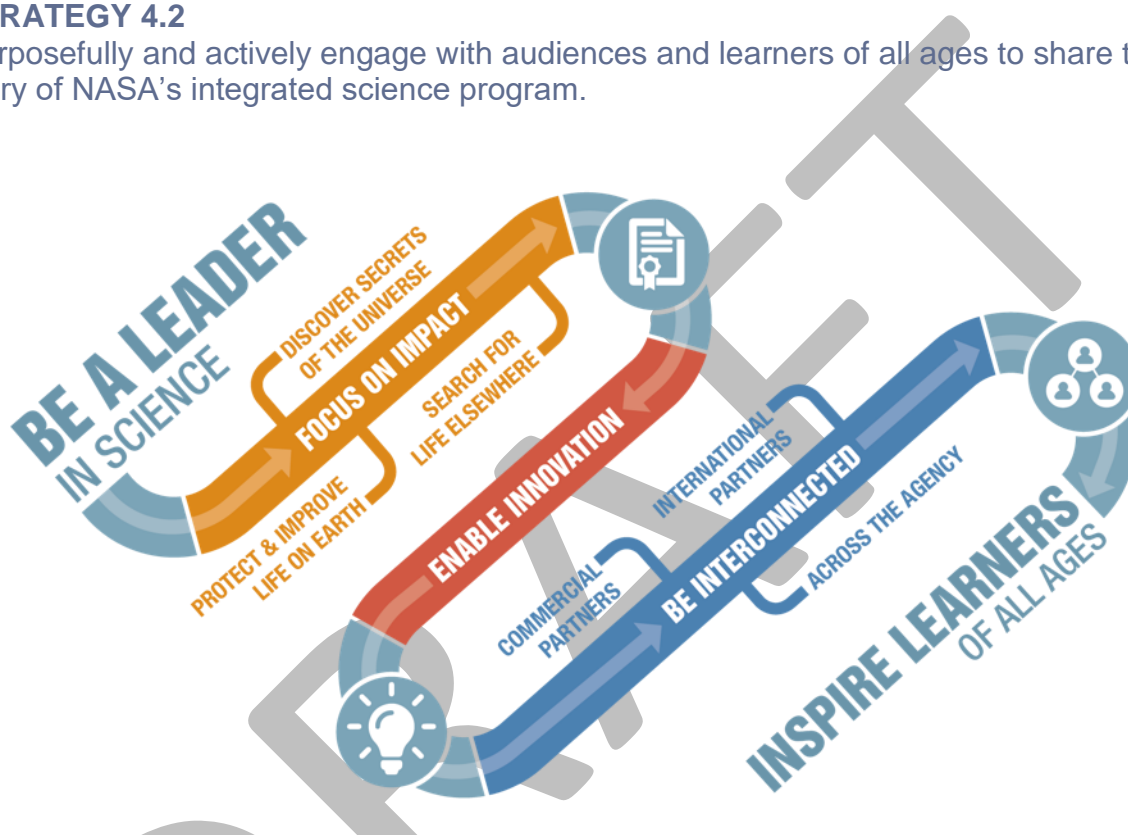 RATEGY 4.2
rposefully and actively engage with audiences and learners of all ages to share t
ry of NASA's integrated science program.
BE A LEADER
IN SCIENCE
DISCOVER SECRETS
OF THE UNIVERSE
FOCUS ON IMPACT
SEARCH FOR
LIFE ELSEWHERE
PROTECT & IMPROVE
LIFE ON EARTH
ENABLE INNOVATION
INTERNATIONAL
PARTNERS
COMMERCIAL
PARTNERS
BE INTERCONNECTED
ACROSS THE AGENCY
INSPIRE LEARNERS
OF ALL AGES
DRAFT